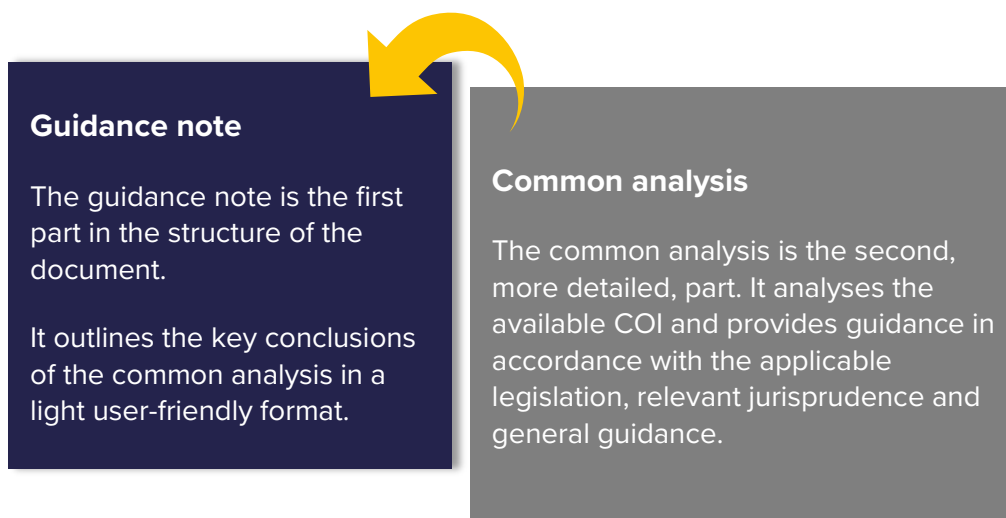 Guidance note
The guidance note is the first
part in the structure of the
document.
It outlines the key conclusions
of the common analysis in a
light user-friendly format.
Common analysis
The common analysis is the second,
more detailed, part. It analyses the
available COI and provides guidance in
accordance with the applicable
legislation, relevant jurisprudence and
general guidance.